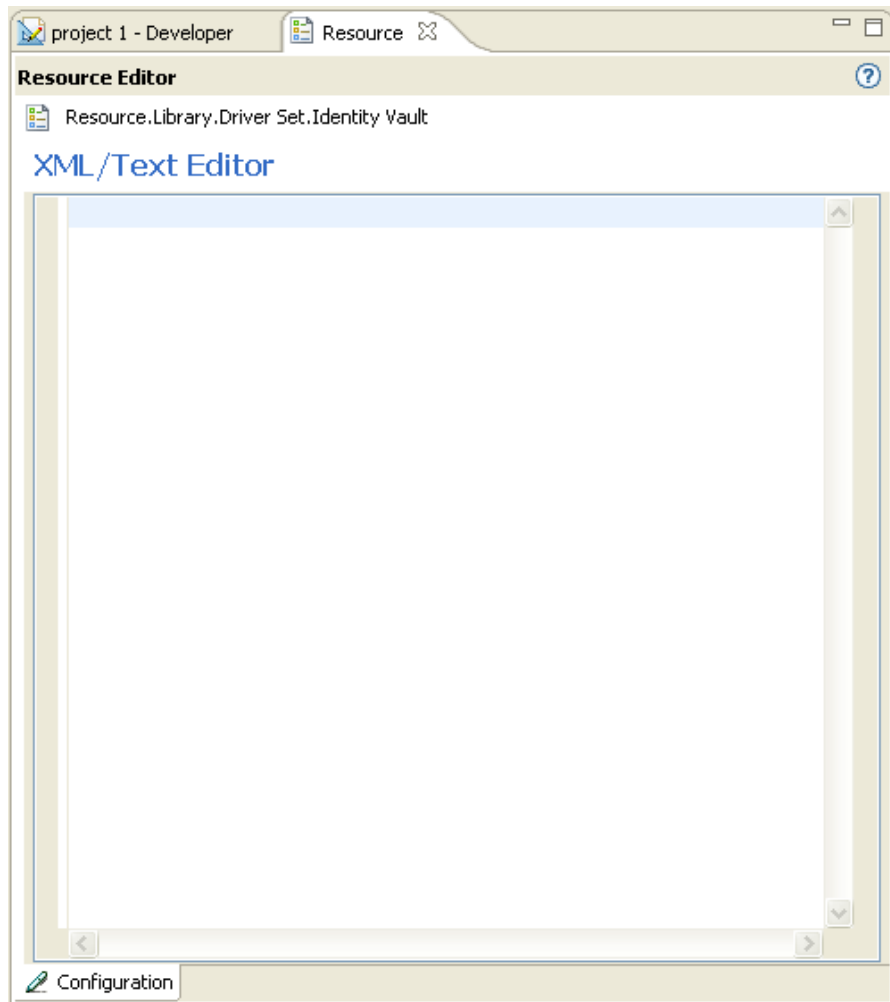 project 1 - Developer
Resource
Resource Editor
Resource.Library.Driver Set.Identity Vault
XML/Text Editor
Configuration